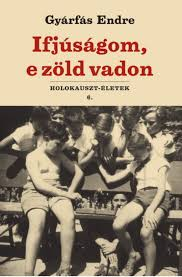 Gyárfás Endre
Ifjúságom,
e zöld vadon
HOLOKAUSZT-ÉLETEK
6.